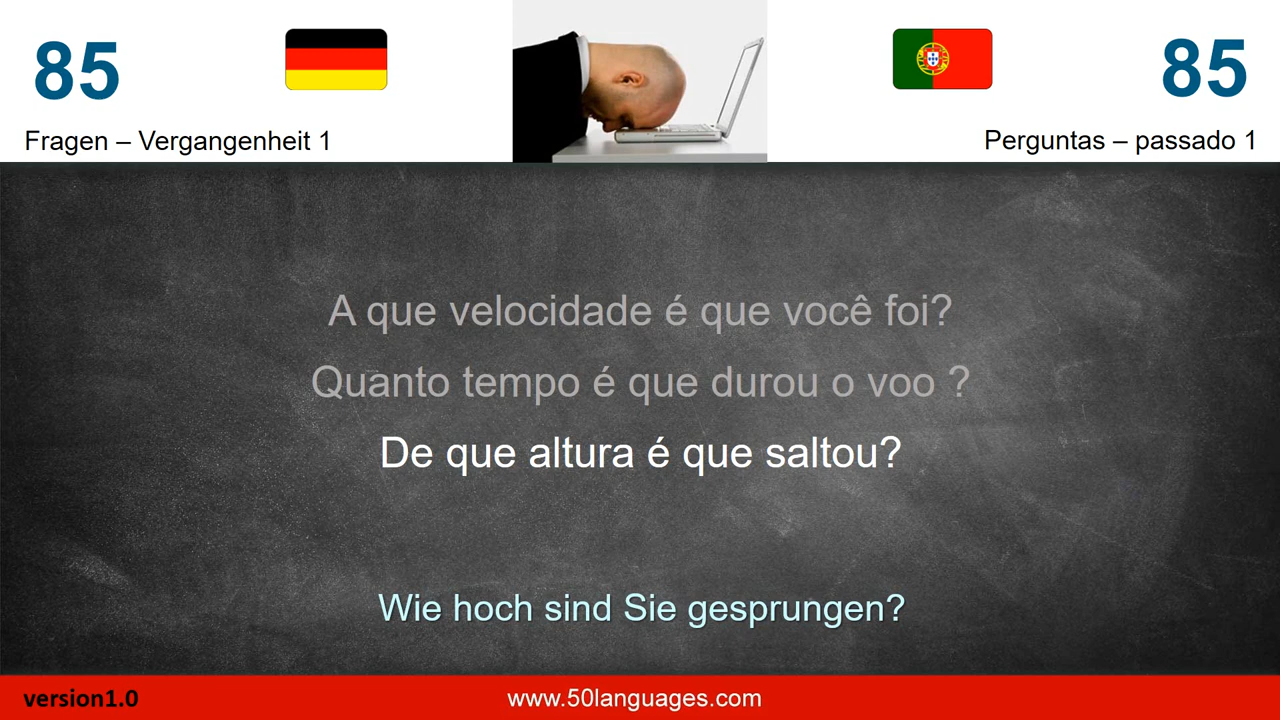 85
85
Fragen – Vergangenheit 1
Perguntas – passado 1
A que velocidade é que você foi?
Quanto tempo é que durou o voo ?
De que altura é que saltou?
Wie hoch sind Sie gesprungen?
version1.0
www.50languages.com